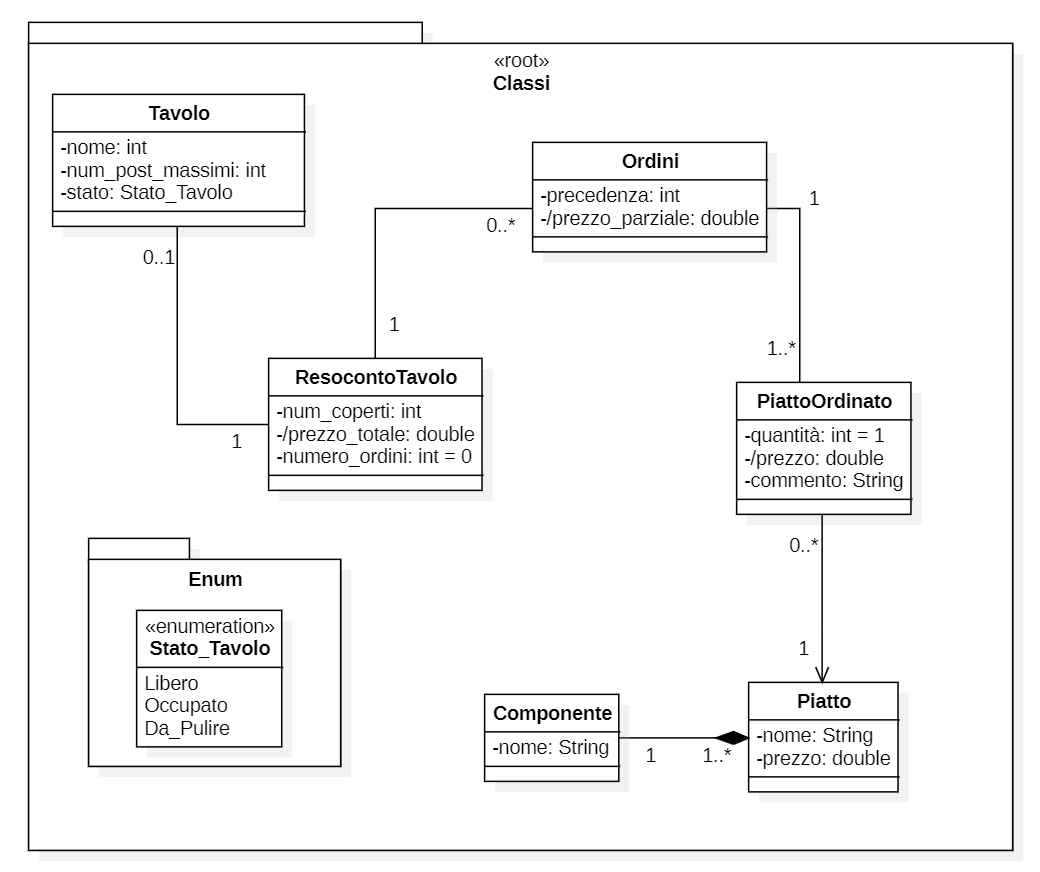 «root»
Classi
Tavolo
-nome: int
-num_post_massimi: int
-stato: Stato_Tavolo
0..1
1
Ordini
-precedenza: int
-/prezzo_parziale: double
0..*
1
1
1..*
ResocontoTavolo
-num_coperti: int
-/prezzo_totale: double
-numero_ordini: int = 0
PiattoOrdinato
-quantità: int = 1
-/prezzo: double
-commento: String
0..*
1
Enum
«enumeration»
Stato_Tavolo
Libero
Occupato
Da_Pulire
Componente
-nome: String
1
1..*
Piatto
-nome: String
-prezzo: double